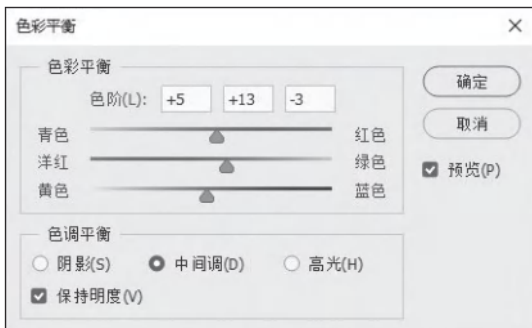 色彩平衡
色彩平衡
色阶(L): +5 +13 -3
青色 红色
洋红 绿色
黄色 蓝色
确定
取消
预览(P)
色调平衡
阴影(S) 中间调(D) 高光(H)
保持明度(V)